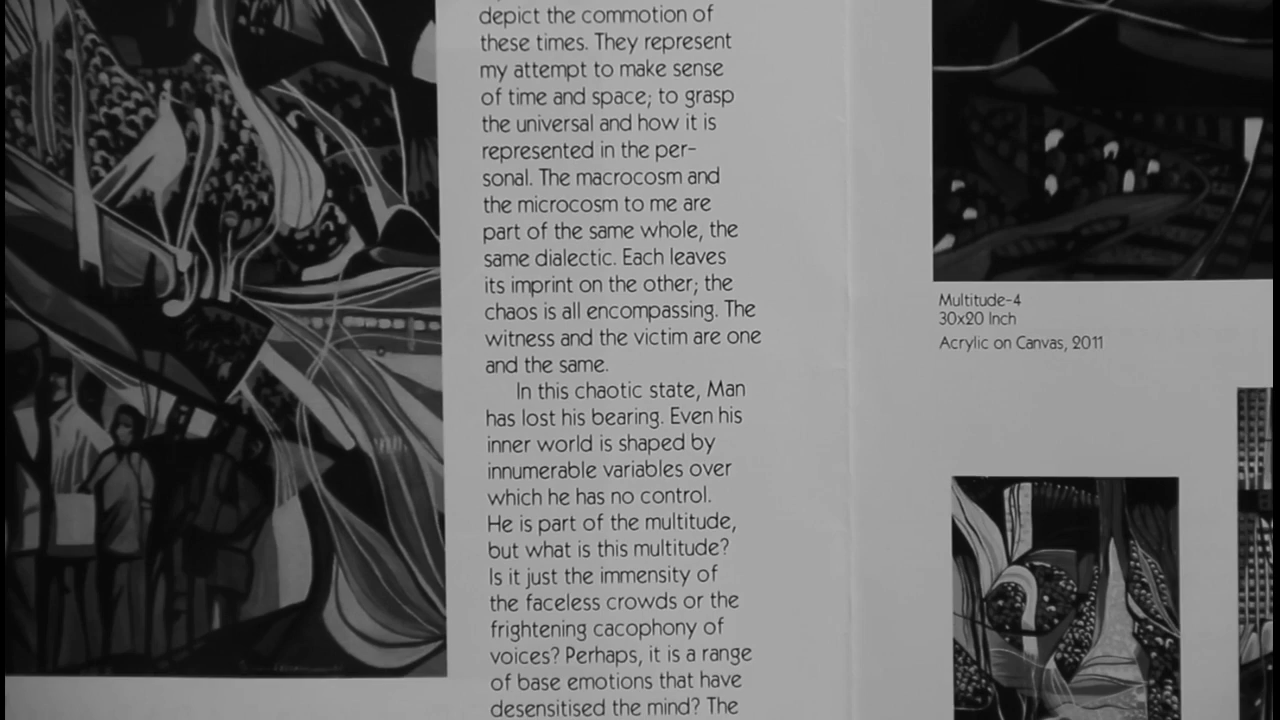 depict the commotion of
these times. They represent
my attempt to make sense
of time and space; to grasp
the universal and how it is
represented in the per-
sonal. The macrocosm and
the microcosm to me are
part of the same whole, the
same dialectic. Each leaves
its imprint on the other; the
chaos is all encompassing. The
witness and the victim are one
and the same.
In this chaotic state, Man
has lost his bearing. Even his
inner world is shaped by
innumerable variables over
which he has no control.
He is part of the multitude,
but what is this multitude?
Is it just the immensity of
the faceless crowds or the
frightening cacophony of
voices? Perhaps, it is a range
of base emotions that have
desensitised the mind? The
Multitude-4
30x20 Inch
Acrylic on Canvas, 2011